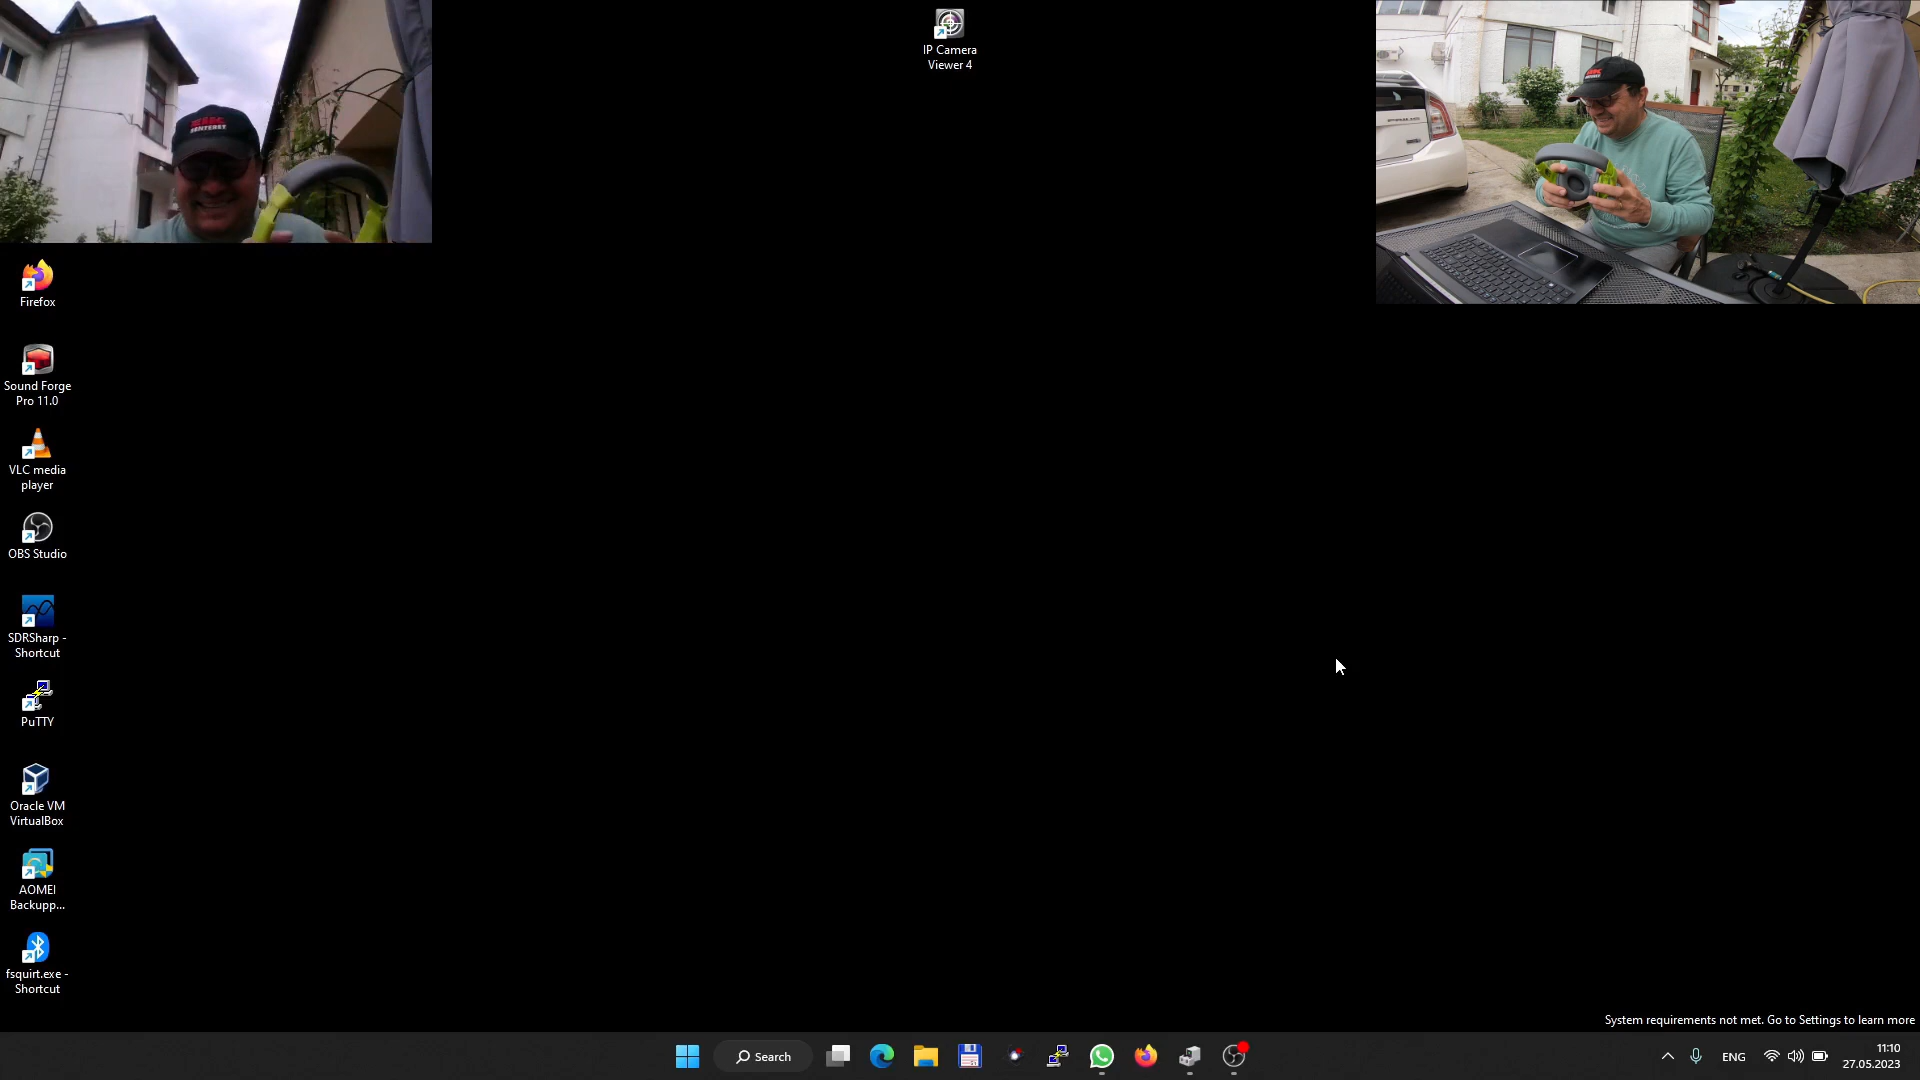 IP Camera
Viewer 4
Firefox
Sound Forge
Pro 11.0
VLC media
player
OBS Studio
SDRSharp -
Shortcut
PuTTY
Oracle VM
VirtualBox
AOMEI
Backupp...
fsquirt.exe -
Shortcut
System requirements not met. Go to Settings to learn more
Search
ENG
11:10
27.05.2023